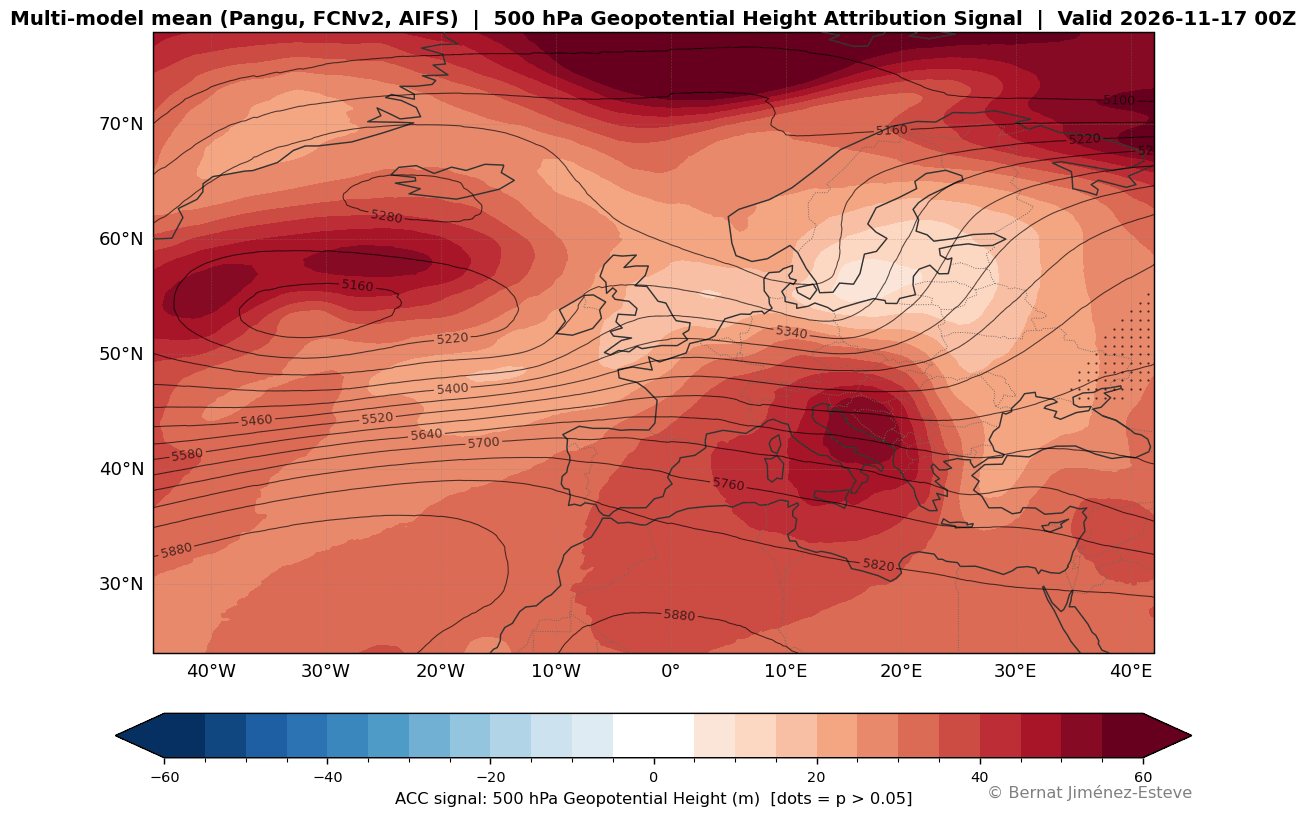 Multi-model mean (Pangu, FCNv2, AIFS) | 500 hPa Geopotential Height Attribution Signal | Valid 2026-11-17 00Z
70°N
60°N
50°N
40°N
30°N
5100
5160
5220
5280
5160
5220
5340
5400
5460
5520
5640
5700
5580
5760
5880
5820
5880
40°W 30°W 20°W 10°W 0° 10°E 20°E 30°E 40°E
−60 −40 −20 0 20 40 60
ACC signal: 500 hPa Geopotential Height (m) [dots = p > 0.05]
© Bernat Jiménez-Esteve